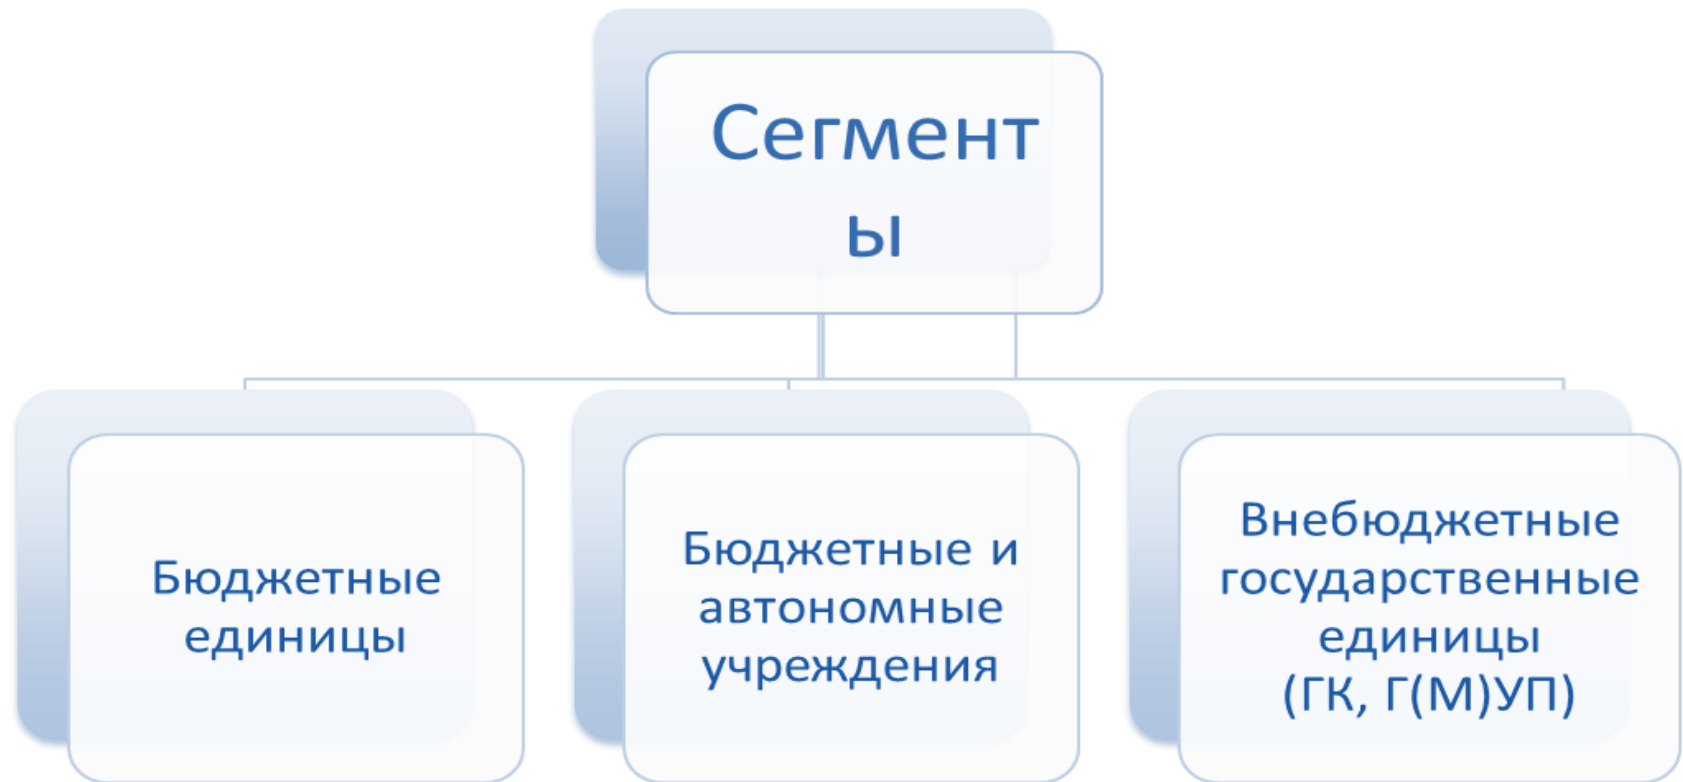 Сегмент
ы
Бюджетные
единицы
Бюджетные и
автономные
учреждения
Внебюджетные
государственные
единицы
(ГК, Г(М)УП)